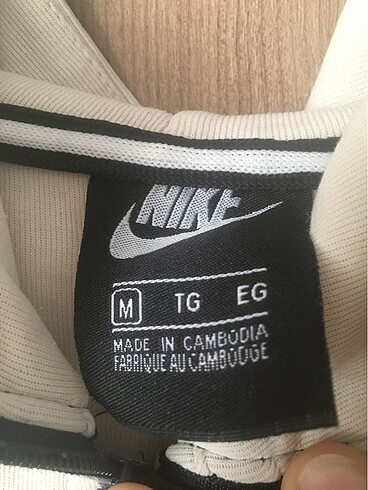 NIKE
M TG EG
MADE IN CAMBODIA
FABRIQUE AU CAMBODGE